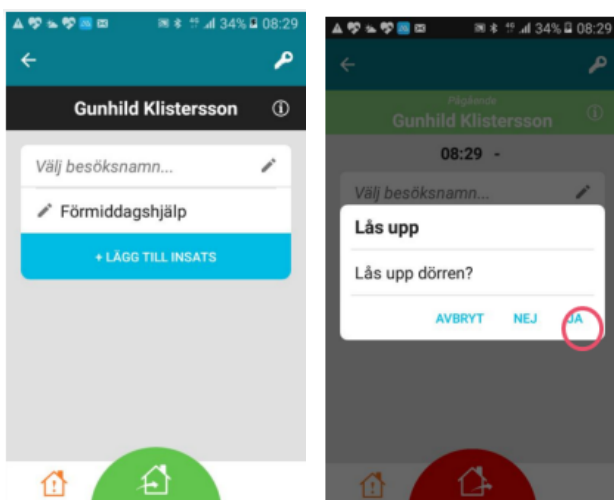 34% 08:29
Gunhild Klistersson
Välj besöksnamn...
Förmiddagshjälp
+ LÄGG TILL INSATS
34% 08:29
Pågående
Gunhild Klistersson
08:29 -
Välj besöksnamn...
Lås upp
Lås upp dörren?
AVBRYT NEJ JA